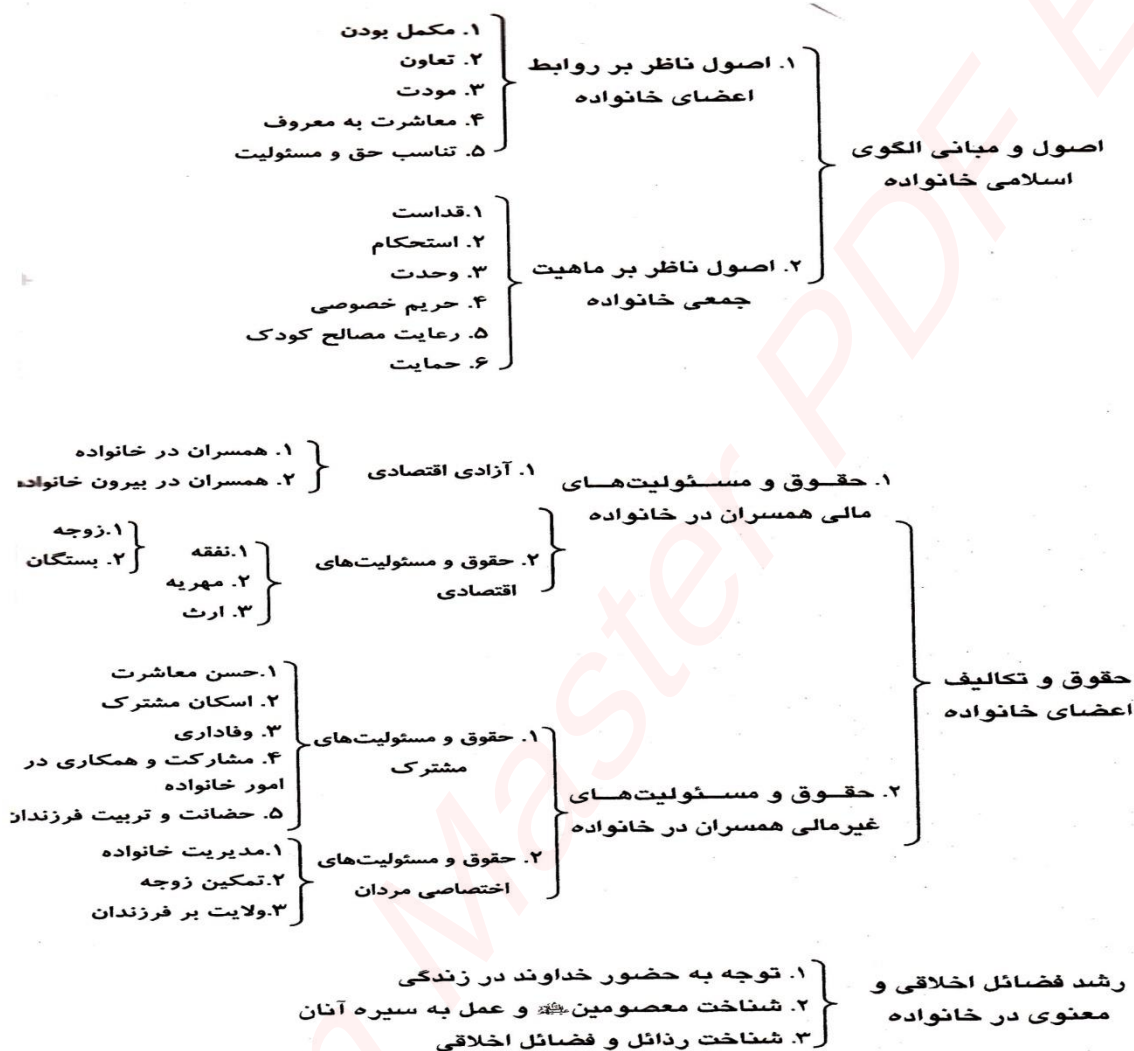 اصول و مبانی الگوی
اسلامی خانواده
۱. اصول ناظر بر روابط
اعضای خانواده
۱. مکمل بودن
۲. تعاون
۳. مودت
۴. معاشرت به معروف
۵. تناسب حق و مسئولیت
۲. اصول ناظر بر ماهیت
جمعی خانواده
۱.قداست
۲. استحکام
۳. وحدت
۴. حریم خصوصی
۵. رعایت مصالح کودک
۶. حمایت
حقوق و تکالیف
اعضای خانواده
۱. حقوق و مسئولیت‌های
مالی همسران در خانواده
۱. آزادی اقتصادی
۱. همسران در خانواده
۲. همسران در بیرون خانواده
۲. حقوق و مسئولیت‌های
اقتصادی
۱.نفقه
۱.زوجه
۲. بستگان
۲. مهریه
۳. ارث
۲. حقوق و مسئولیت‌های
غیرمالی همسران در خانواده
۱. حقوق و مسئولیت‌های
مشترک
۱.حسن معاشرت
۲. اسکان مشترک
۳. وفاداری
۴. مشارکت و همکاری در
امور خانواده
۵. حضانت و تربیت فرزندان
۲. حقوق و مسئولیت‌های
اختصاصی مردان
۱.مدیریت خانواده
۲.تمکین زوجه
۳.ولایت بر فرزندان
رشد فضائل اخلاقی و
معنوی در خانواده
۱. توجه به حضور خداوند در زندگی
۲. شناخت معصومین و عمل به سیره آنان
۳. شناخت رذائل و فضائل اخلاقی
Master PDF E